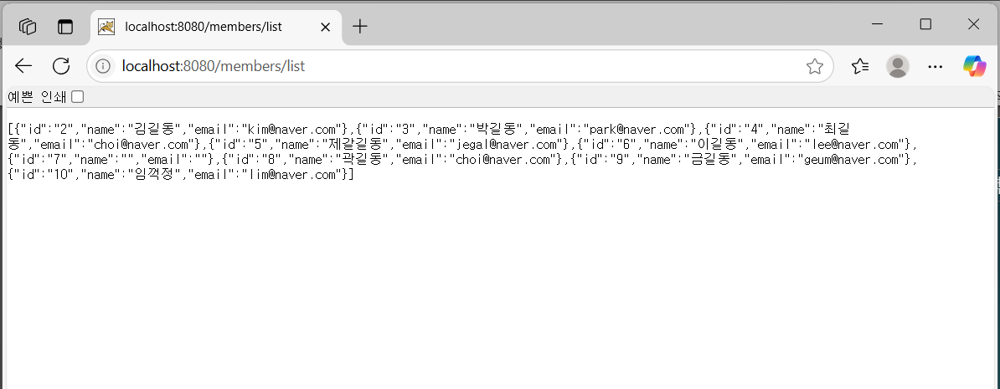 localhost:8080/members/list
localhost:8080/members/list
예쁜 인쇄
[{"id":"2","name":"김길동","email":"kim@naver.com"},{"id":"3","name":"박길동","email":"park@naver.com"},{"id":"4","name":"최길
동","email":"choi@naver.com"},{"id":"5","name":"제갈길동","email":"jegal@naver.com"},{"id":"6","name":"이길동","email":"lee@naver.com"},
{"id":"7","name":"","email":""},{"id":"8","name":"곽길동","email":"choi@naver.com"},{"id":"9","name":"금길동","email":"geum@naver.com"},
{"id":"10","name":"임꺽정","email":"lim@naver.com"}]